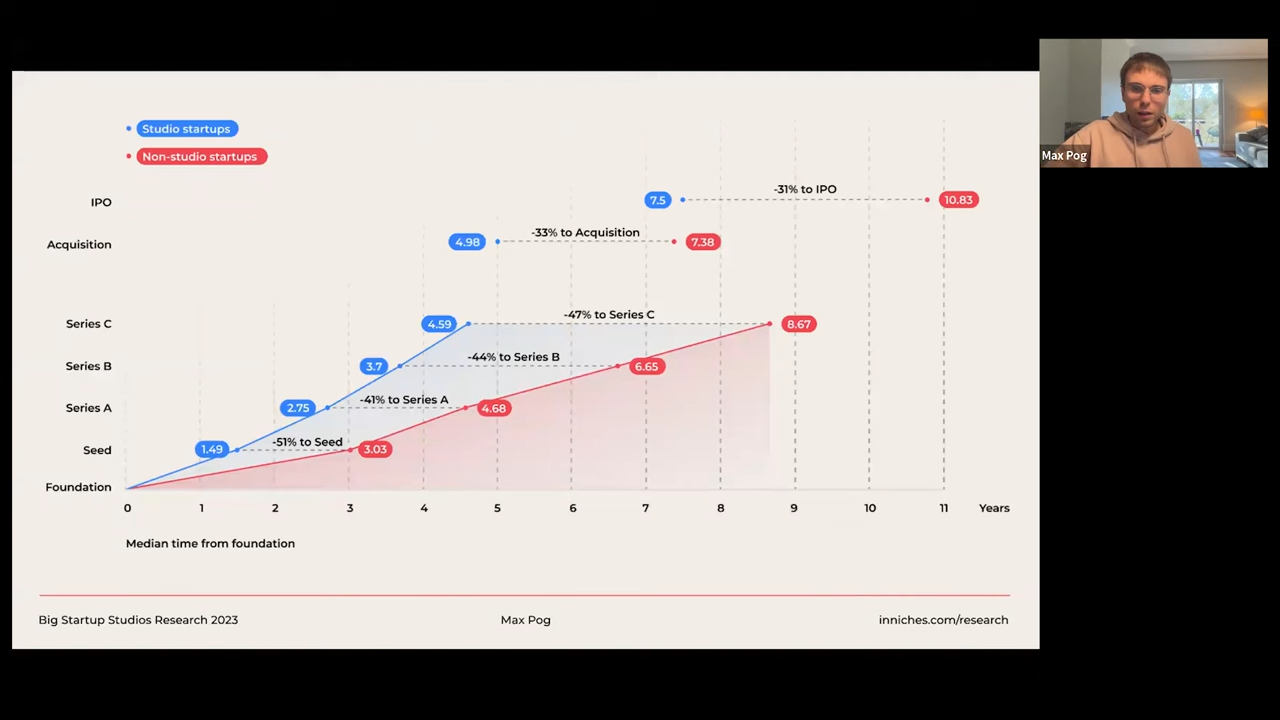 Studio startups
Non-studio startups
Max Pog
IPO
7.5
-31% to IPO
10.83
Acquisition
4.98
-33% to Acquisition
7.38
Series C
4.59
-47% to Series C
8.67
Series B
3.7
-44% to Series B
6.65
Series A
2.75
-41% to Series A
4.68
Seed
1.49
-51% to Seed
3.03
Foundation
0 1 2 3 4 5 6 7 8 9 10 11 Years
Median time from foundation
Big Startup Studios Research 2023
Max Pog
inniches.com/research